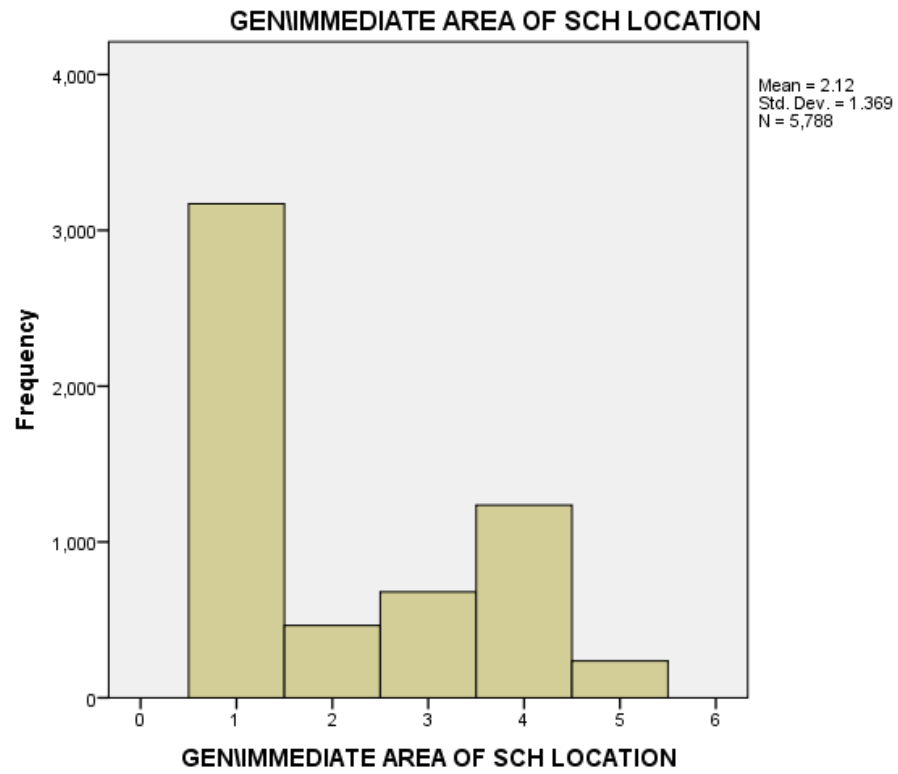 GEN\IMMEDIATE AREA OF SCH LOCATION
Mean = 2.12
Std. Dev. = 1.369
N = 5,788
Frequency
4,000
3,000
2,000
1,000
0
0 1 2 3 4 5 6
GEN\IMMEDIATE AREA OF SCH LOCATION